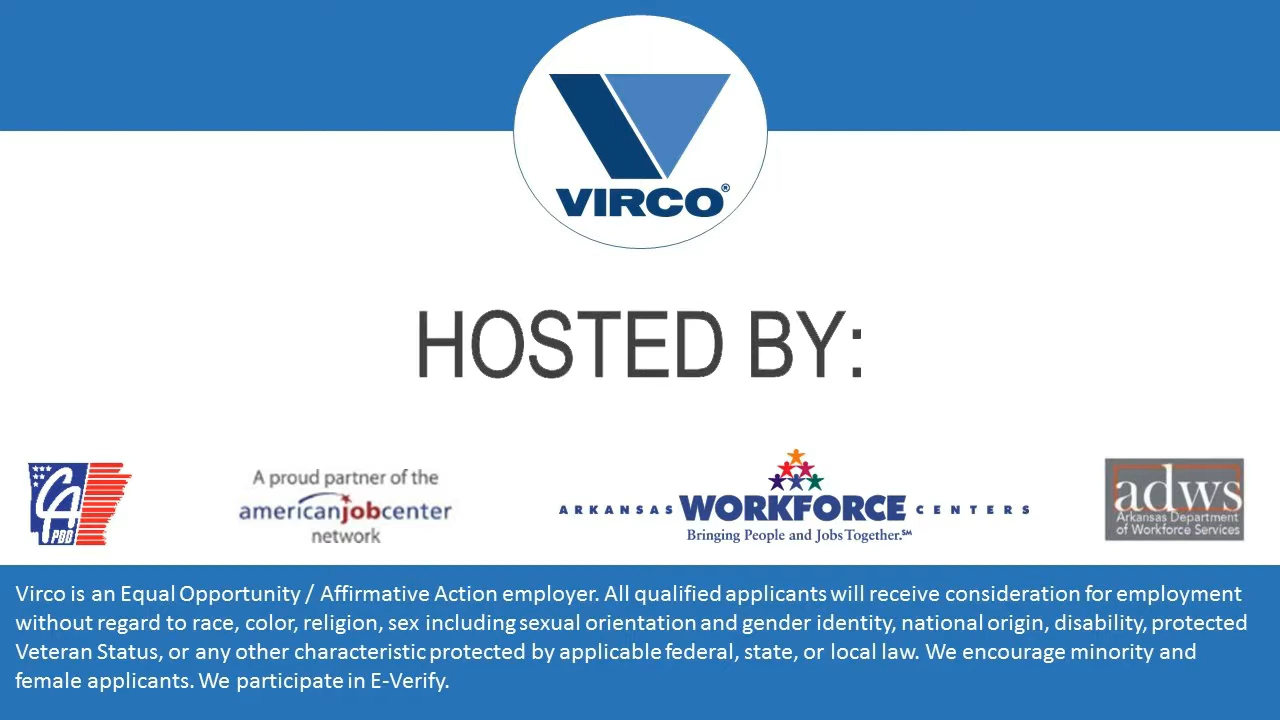 VIRCO®
HOSTED BY:
CA
PDD
A proud partner of the
americanjobcenter
network
ARKANSAS WORKFORCE CENTERS
Bringing People and Jobs Together.℠
adws
Arkansas Department
of Workforce Services
Virco is an Equal Opportunity / Affirmative Action employer. All qualified applicants will receive consideration for employment
without regard to race, color, religion, sex including sexual orientation and gender identity, national origin, disability, protected
Veteran Status, or any other characteristic protected by applicable federal, state, or local law. We encourage minority and
female applicants. We participate in E-Verify.